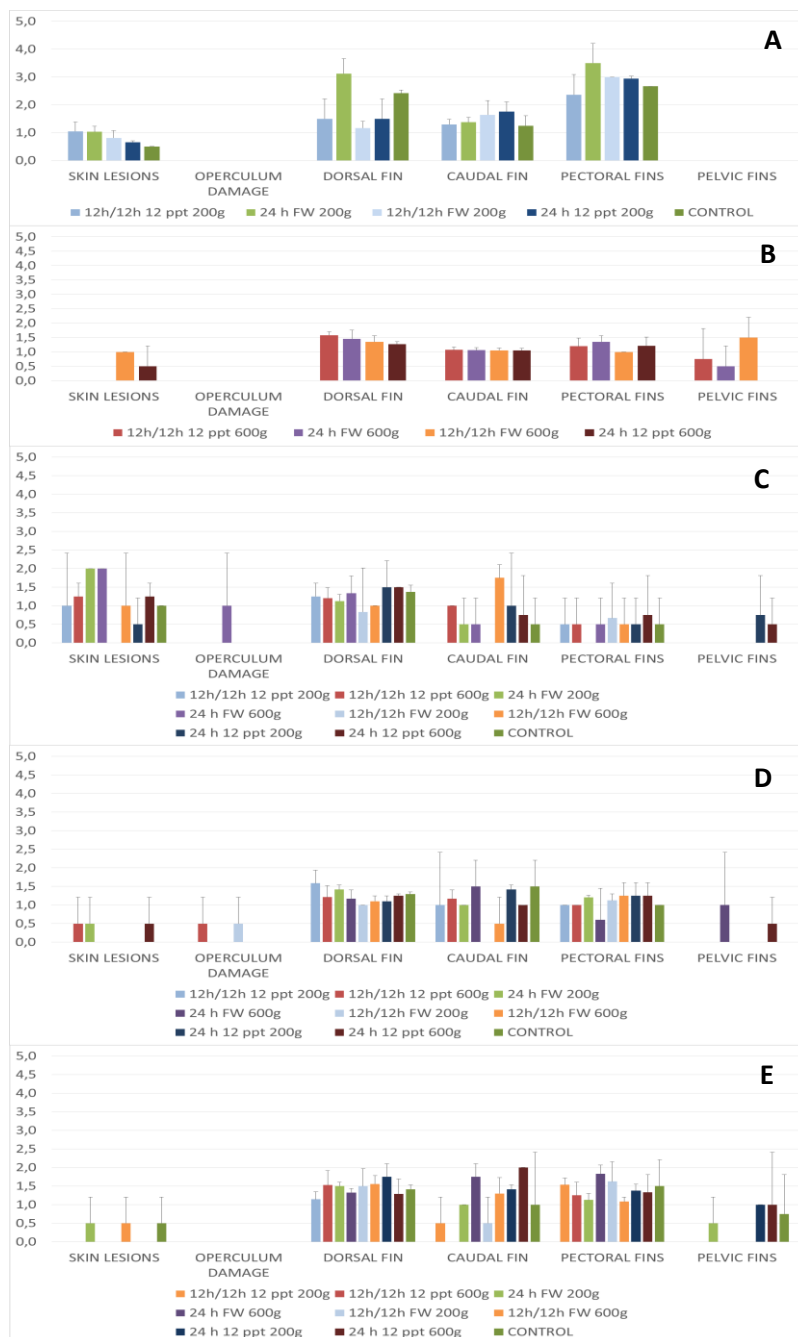 A
5,0
4,0
3,0
2,0
1,0
0,0
SKIN LESIONS OPERCULUM DAMAGE DORSAL FIN CAUDAL FIN PECTORAL FINS PELVIC FINS
12h/12h 12 ppt 200g 24 h FW 200g 12h/12h FW 200g 24 h 12 ppt 200g CONTROL
B
5,0
4,5
4,0
3,5
3,0
2,5
2,0
1,5
1,0
0,5
0,0
SKIN LESIONS OPERCULUM DAMAGE DORSAL FIN CAUDAL FIN PECTORAL FINS PELVIC FINS
12h/12h 12 ppt 600g 24 h FW 600g 12h/12h FW 600g 24 h 12 ppt 600g
C
5,0
4,5
4,0
3,5
3,0
2,5
2,0
1,5
1,0
0,5
0,0
SKIN LESIONS OPERCULUM DAMAGE DORSAL FIN CAUDAL FIN PECTORAL FINS PELVIC FINS
12h/12h 12 ppt 200g 12h/12h 12 ppt 600g 24 h FW 200g
24 h FW 600g 12h/12h FW 200g 12h/12h FW 600g
24 h 12 ppt 200g 24 h 12 ppt 600g CONTROL
D
5,0
4,5
4,0
3,5
3,0
2,5
2,0
1,5
1,0
0,5
0,0
SKIN LESIONS OPERCULUM DAMAGE DORSAL FIN CAUDAL FIN PECTORAL FINS PELVIC FINS
12h/12h 12 ppt 200g 12h/12h 12 ppt 600g 24 h FW 200g
24 h FW 600g 12h/12h FW 200g 12h/12h FW 600g
24 h 12 ppt 200g 24 h 12 ppt 600g CONTROL
E
5,0
4,5
4,0
3,5
3,0
2,5
2,0
1,5
1,0
0,5
0,0
SKIN LESIONS OPERCULUM DAMAGE DORSAL FIN CAUDAL FIN PECTORAL FINS PELVIC FINS
12h/12h 12 ppt 200g 12h/12h 12 ppt 600g 24 h FW 200g
24 h FW 600g 12h/12h FW 200g 12h/12h FW 600g
24 h 12 ppt 200g 24 h 12 ppt 600g CONTROL